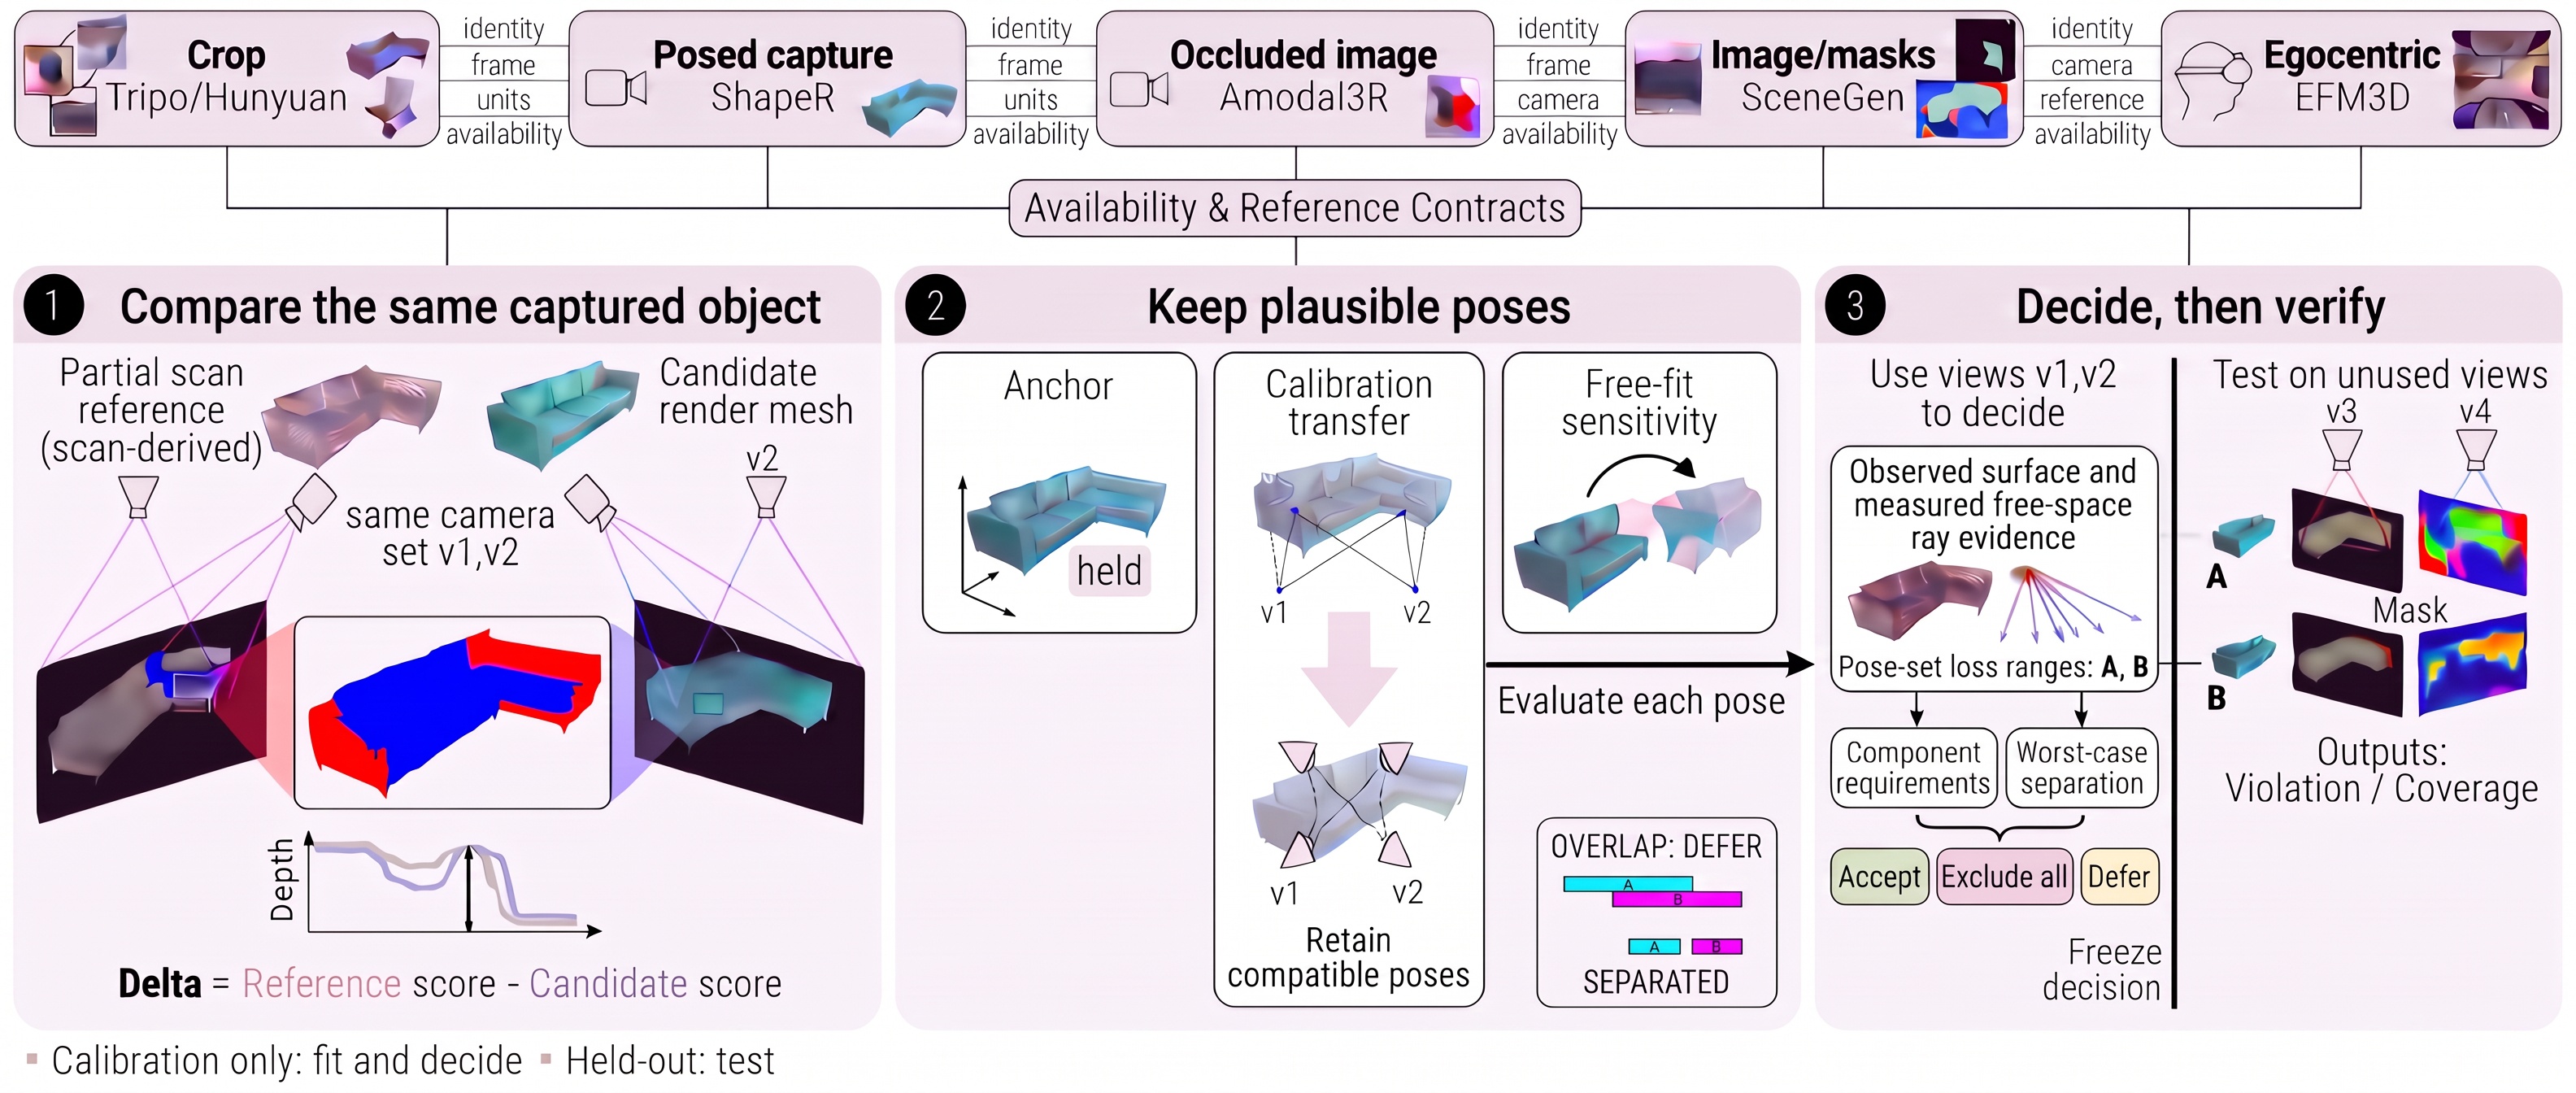 Crop
Tripo/Hunyuan
identity
frame
units
availability
Posed capture
ShapeR
identity
frame
units
availability
Occluded image
Amodal3R
identity
frame
camera
availability
Image/masks
SceneGen
identity
camera
reference
availability
Egocentric
EFM3D
Availability & Reference Contracts
1
Compare the same captured object
Partial scan
reference
(scan-derived)
Candidate
render mesh
v2
same camera
set v1,v2
Depth
Delta = Reference score - Candidate score
2
Keep plausible poses
Anchor
held
Calibration
transfer
v1
v2
v1
v2
Retain
compatible poses
Free-fit
sensitivity
Evaluate each pose
OVERLAP: DEFER
A
B
A
B
SEPARATED
3
Decide, then verify
Use views v1,v2
to decide
Observed surface and
measured free-space
ray evidence
Pose-set loss ranges: A, B
Component
requirements
Worst-case
separation
Accept
Exclude all
Defer
Freeze
decision
Test on unused views
v3
v4
A
Mask
B
Outputs:
Violation / Coverage
Calibration only: fit and decide
Held-out: test